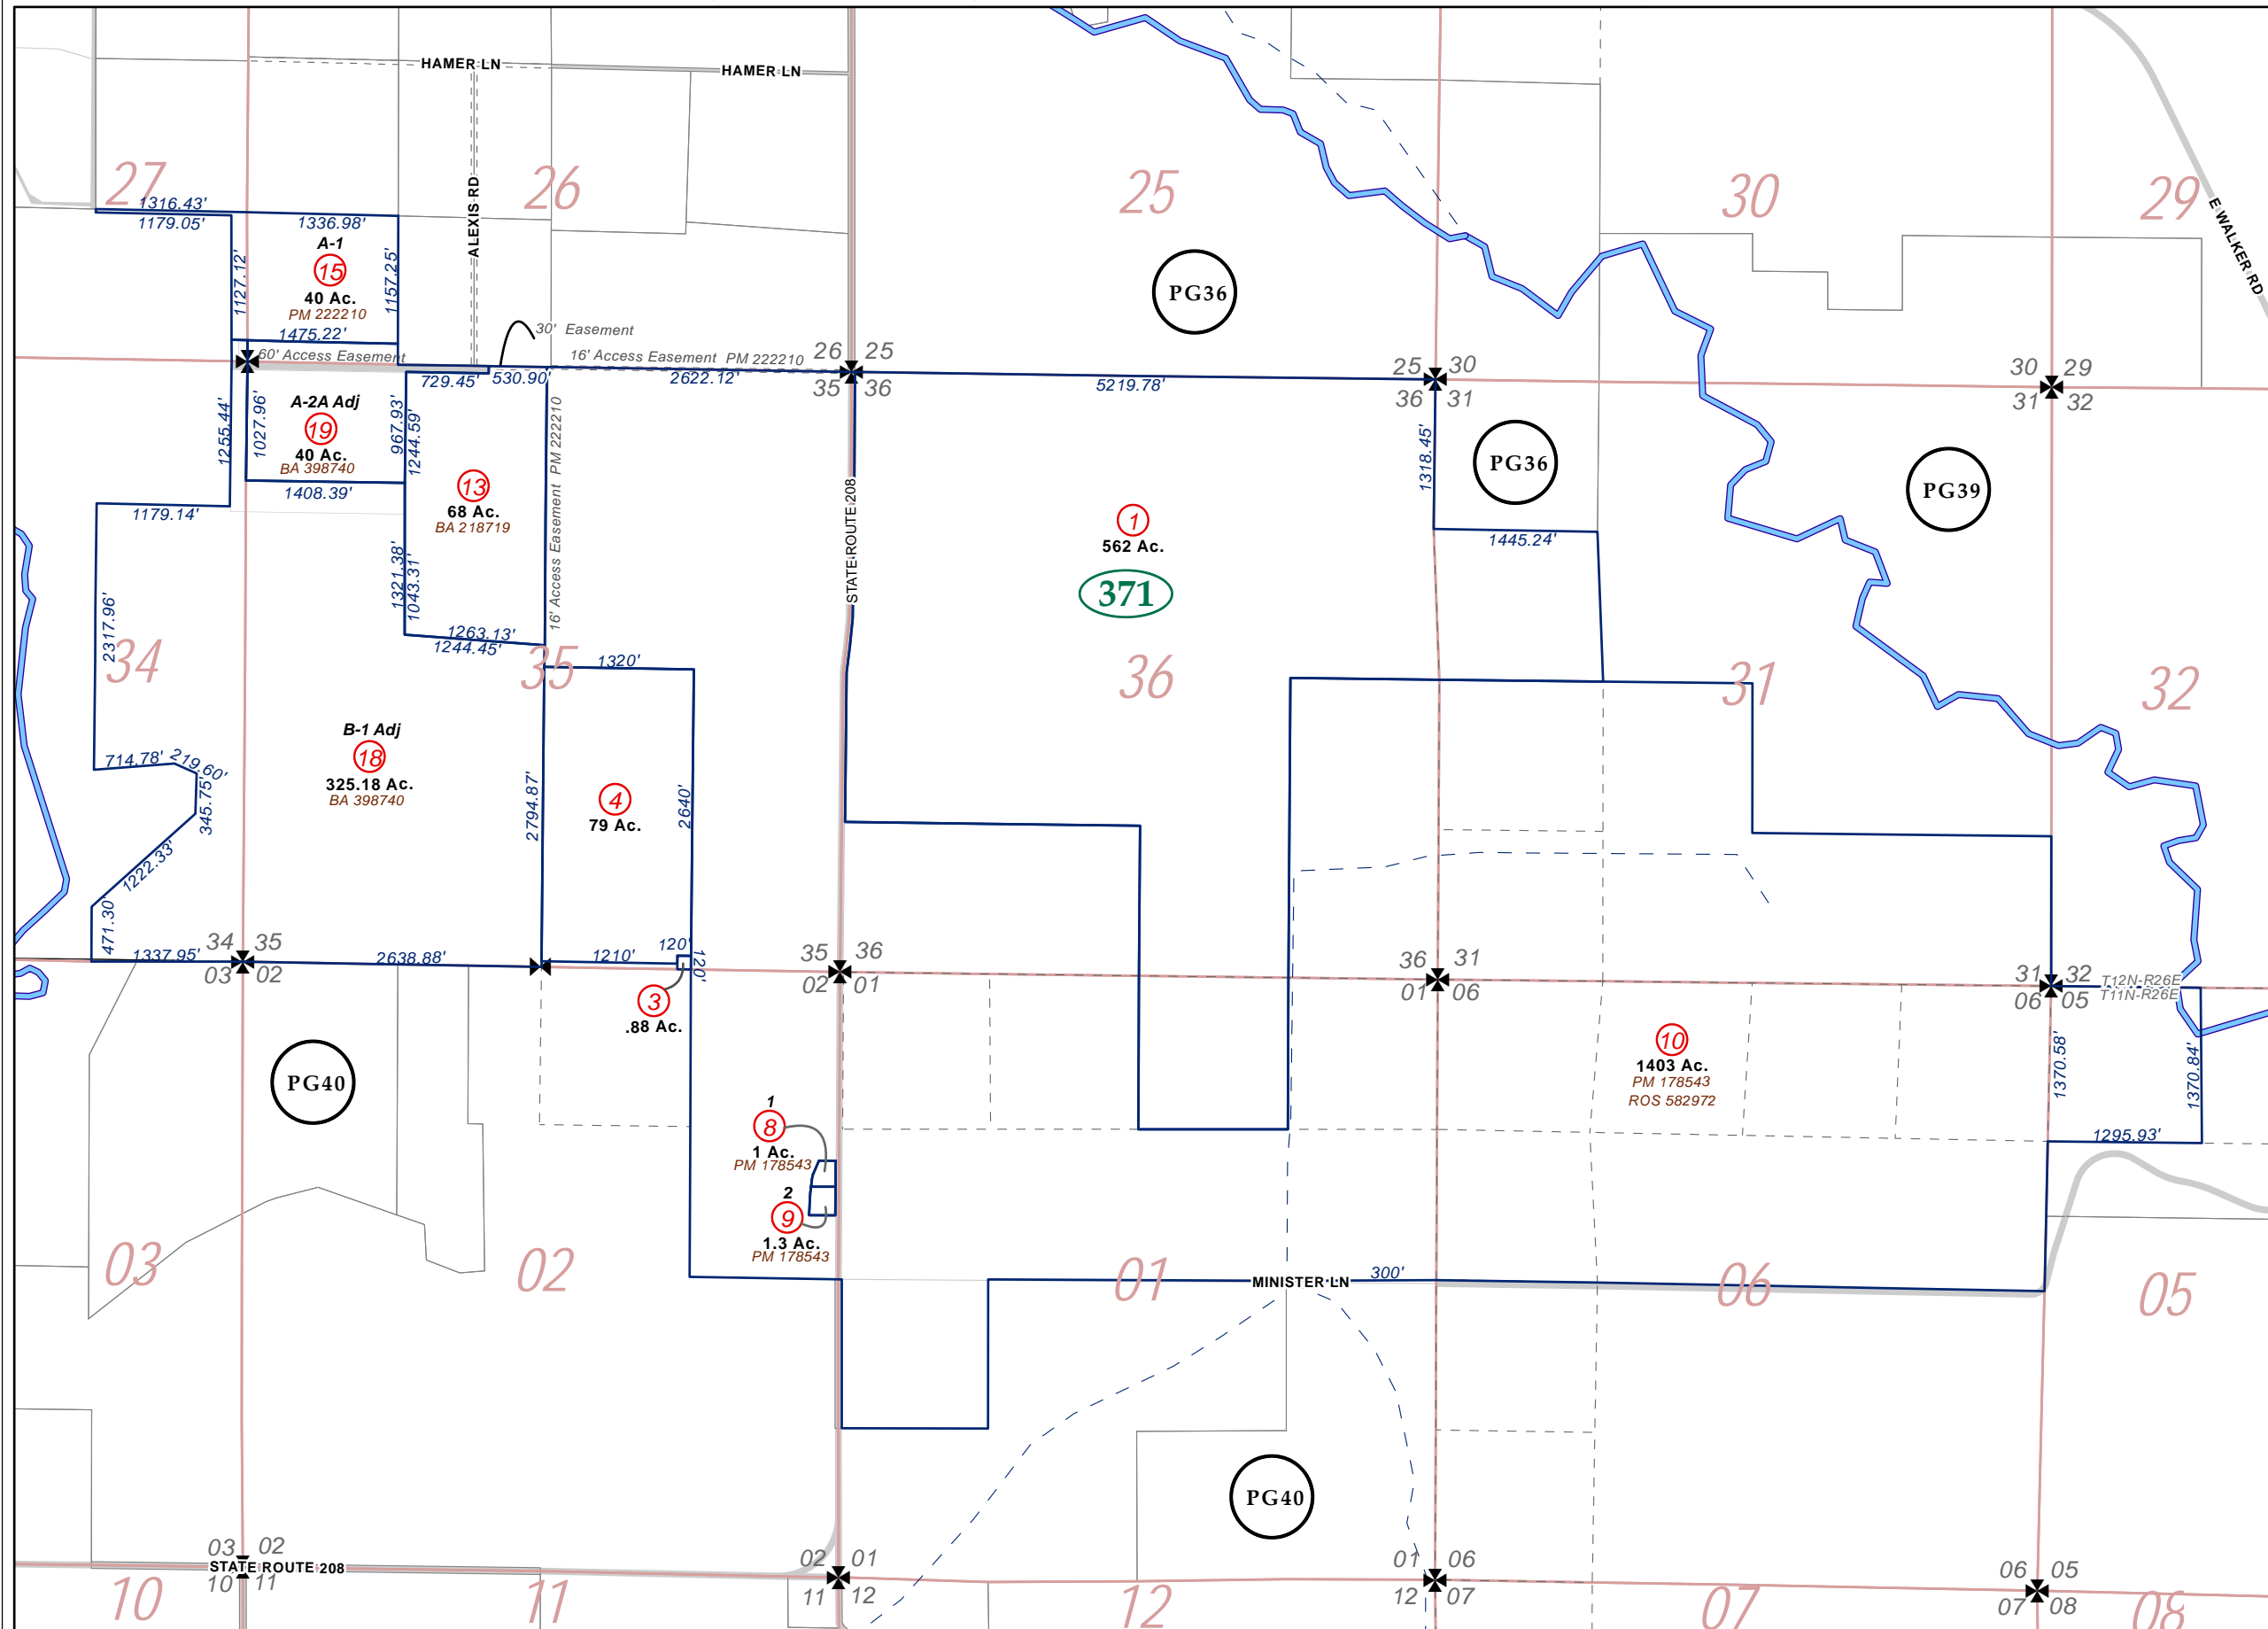 HAMER LN
HAMER LN
27
26
25
30
29
ALEXIS RD
E WALKER RD
1316.43'
1179.05'
1336.98'
A-1
15
40 Ac.
PM 222210
1127.12'
1157.25'
1475.22'
60' Access Easement
30' Easement
16' Access Easement PM 222210
PG36
26 25
35 36
25 30
36 31
30 29
31 32
729.45'
530.90'
2622.12'
5219.78'
A-2A Adj
19
40 Ac.
BA 398740
1255.44'
1027.96'
967.93'
1244.59'
1408.39'
1179.14'
13
68 Ac.
BA 218719
16' Access Easement PM 222210
STATE ROUTE 208
1
562 Ac.
371
1318.45'
PG36
1445.24'
PG39
1321.38'
1043.31'
1263.13'
1244.45'
2317.96'
34
35
36
31
32
1320'
B-1 Adj
18
325.18 Ac.
BA 398740
714.78'
219.60'
345.75'
1222.33'
471.30'
2794.87'
4
79 Ac.
2640'
1337.95'
2638.88'
1210'
120'
120'
34 35
03 02
35 36
02 01
36 31
01 06
31 32
06 05
T12N-R26E
T11N-R26E
3
.88 Ac.
PG40
10
1403 Ac.
PM 178543
ROS 582972
1370.58'
1370.84'
1295.93'
1
8
1 Ac.
PM 178543
2
9
1.3 Ac.
PM 178543
03
02
01
06
05
MINISTER LN
300'
PG40
03 02
10 11
STATE ROUTE 208
02 01
11 12
01 06
12 07
06 05
07 08
10
11
12
07
08